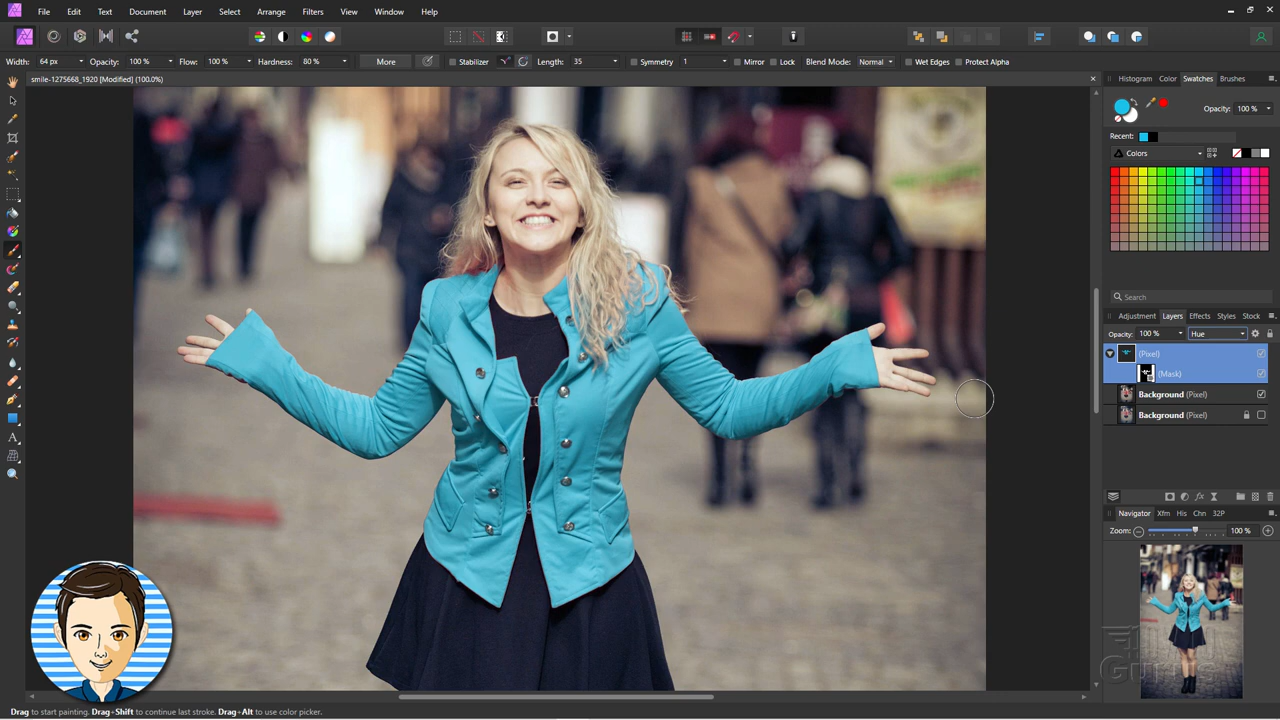 File Edit Text Document Layer Select Arrange Filters View Window Help
Width: 64 px Opacity: 100 % Flow: 100 % Hardness: 80 % More Stabilizer Length: 35 Symmetry 1 Mirror Lock Blend Mode: Normal Wet Edges Protect Alpha
smile-1275668_1920 [Modified] (100.0%)
Histogram Color Swatches Brushes
Opacity: 100 %
Recent:
Colors
Search
Adjustment Layers Effects Styles Stock
Opacity: 100 % Hue
(Pixel)
(Mask)
Background (Pixel)
Background (Pixel)
Navigator Xfm His Chn 32P
Zoom: 100 %
Drag to start painting. Drag+Shift to continue last stroke. Drag+Alt to use color picker.